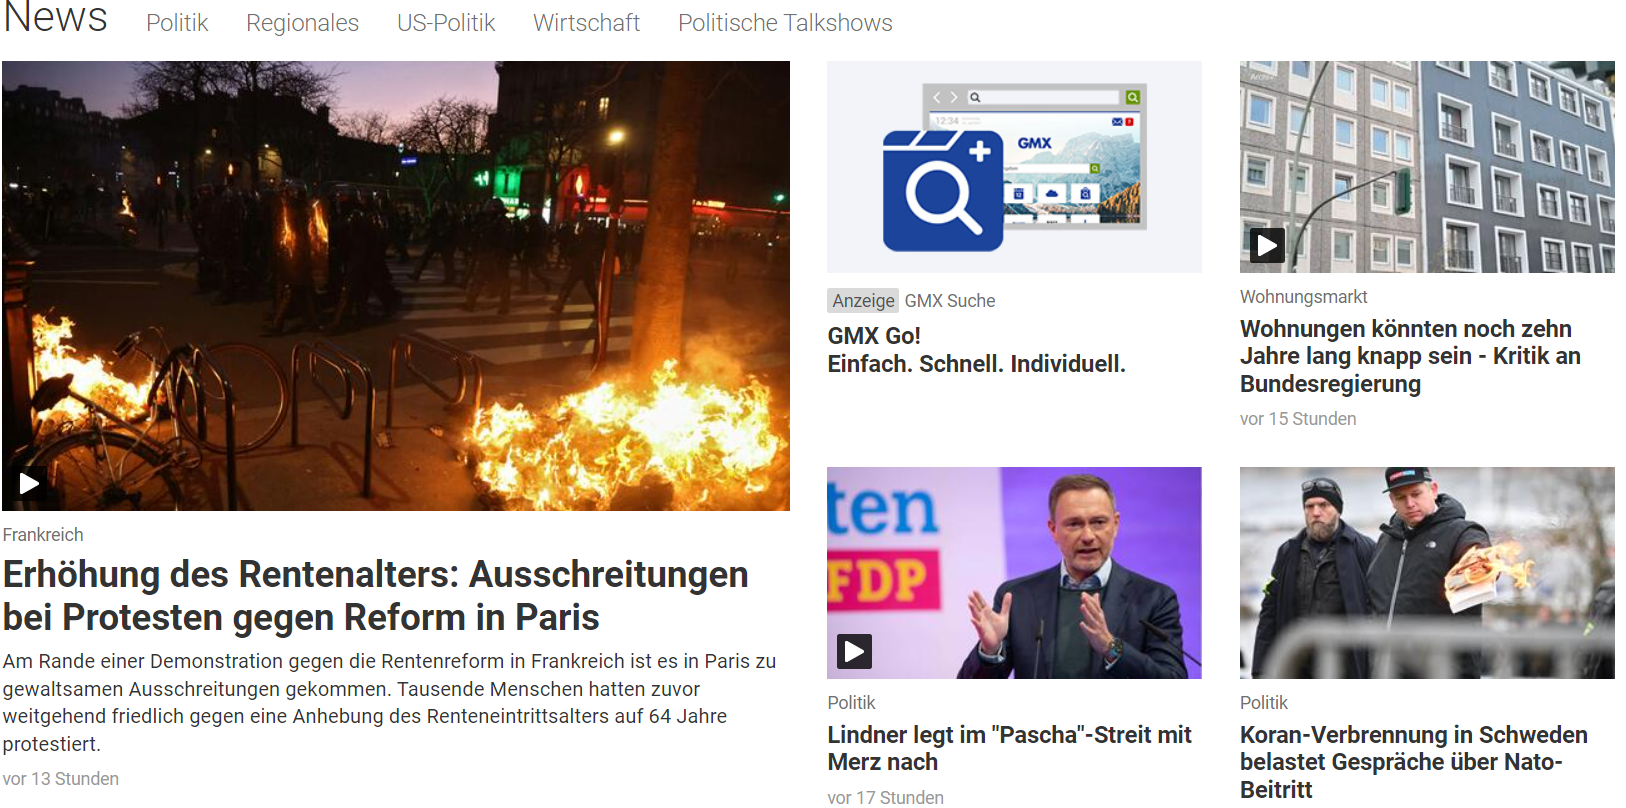 News Politik Regionales US-Politik Wirtschaft Politische Talkshows
Frankreich
Erhöhung des Rentenalters: Ausschreitungen
bei Protesten gegen Reform in Paris
Am Rande einer Demonstration gegen die Rentenreform in Frankreich ist es in Paris zu
gewaltsamen Ausschreitungen gekommen. Tausende Menschen hatten zuvor
weitgehend friedlich gegen eine Anhebung des Renteneintrittsalters auf 64 Jahre
protestiert.
vor 13 Stunden
12:34
GMX
Anzeige GMX Suche
GMX Go!
Einfach. Schnell. Individuell.
Archiv
Wohnungsmarkt
Wohnungen könnten noch zehn
Jahre lang knapp sein - Kritik an
Bundesregierung
vor 15 Stunden
ten
FDP
Politik
Lindner legt im "Pascha"-Streit mit
Merz nach
vor 17 Stunden
Politik
Koran-Verbrennung in Schweden
belastet Gespräche über Nato-
Beitritt